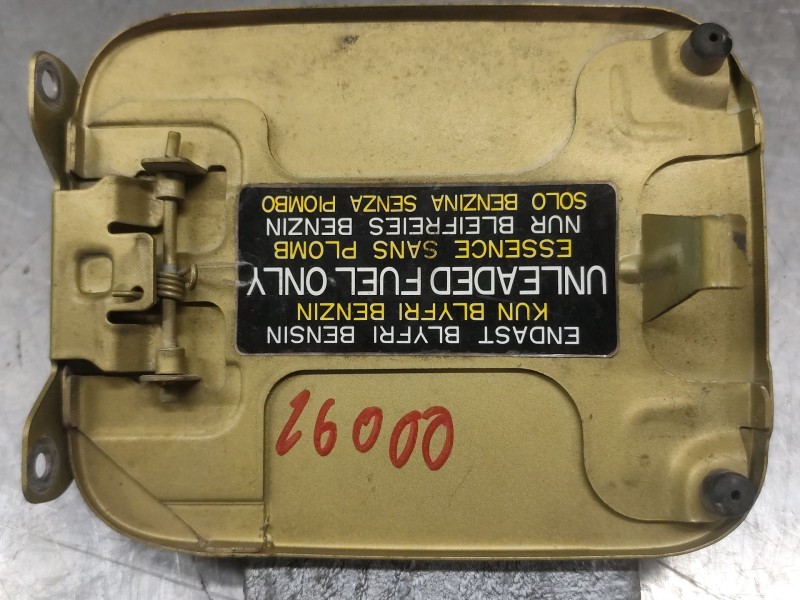 ENDAST BLYFRI BENSIN
KUN BLYFRI BENZIN
UNLEADED FUEL ONLY
ESSENCE SANS PLOMB
NUR BLEIFREIES BENZIN
SOLO BENZINA SENZA PIOMBO
26000